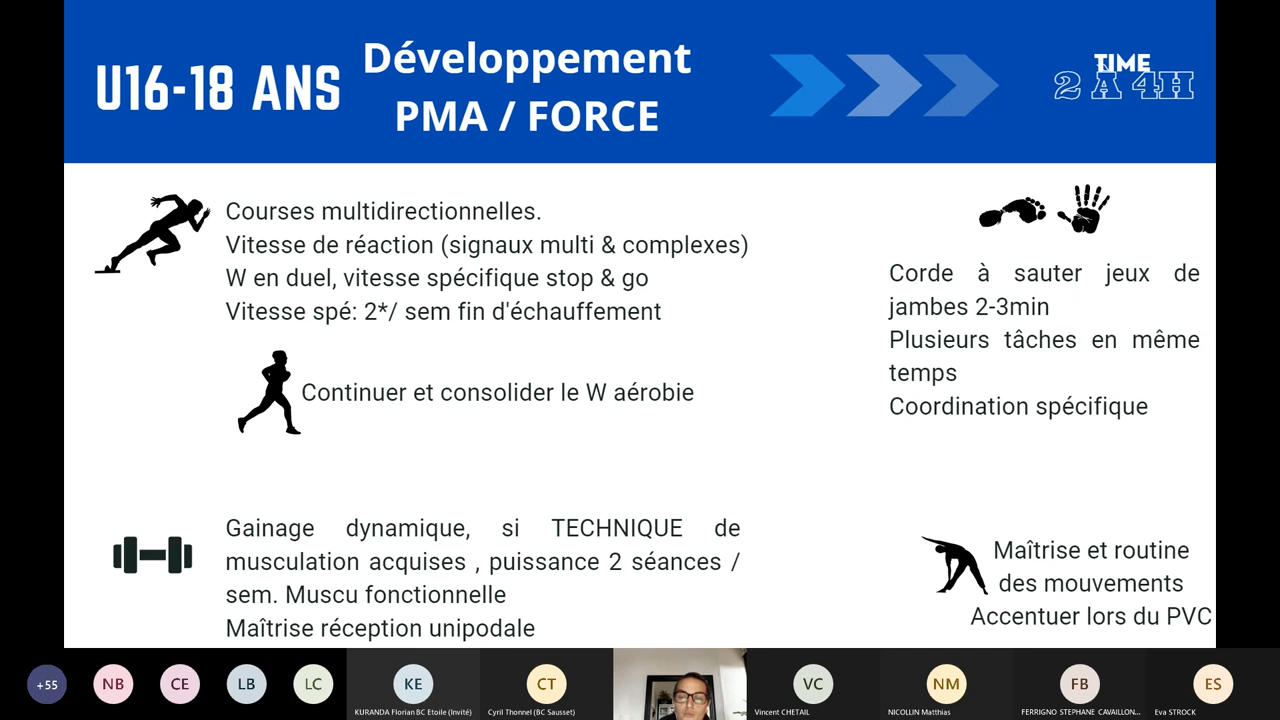 U16-18 ANS
Développement
PMA / FORCE
TIME
2 À 4H
Courses multidirectionnelles.
Vitesse de réaction (signaux multi & complexes)
W en duel, vitesse spécifique stop & go
Vitesse spé: 2*/ sem fin d'échauffement
Continuer et consolider le W aérobie
Corde à sauter jeux de
jambes 2-3min
Plusieurs tâches en même
temps
Coordination spécifique
Gainage dynamique, si TECHNIQUE de
musculation acquises , puissance 2 séances /
sem. Muscu fonctionnelle
Maîtrise réception unipodale
Maîtrise et routine
des mouvements
Accentuer lors du PVC
+55
NB
CE
LB
LC
KE
KURANDA Florian BC Etoile (Invité)
CT
Cyril Thonnel (BC Sausset)
VC
Vincent CHETAIL
NM
NICOLLIN Matthias
FB
FERRIGNO STEPHANE CAVAILLON...
ES
Eva STROCK